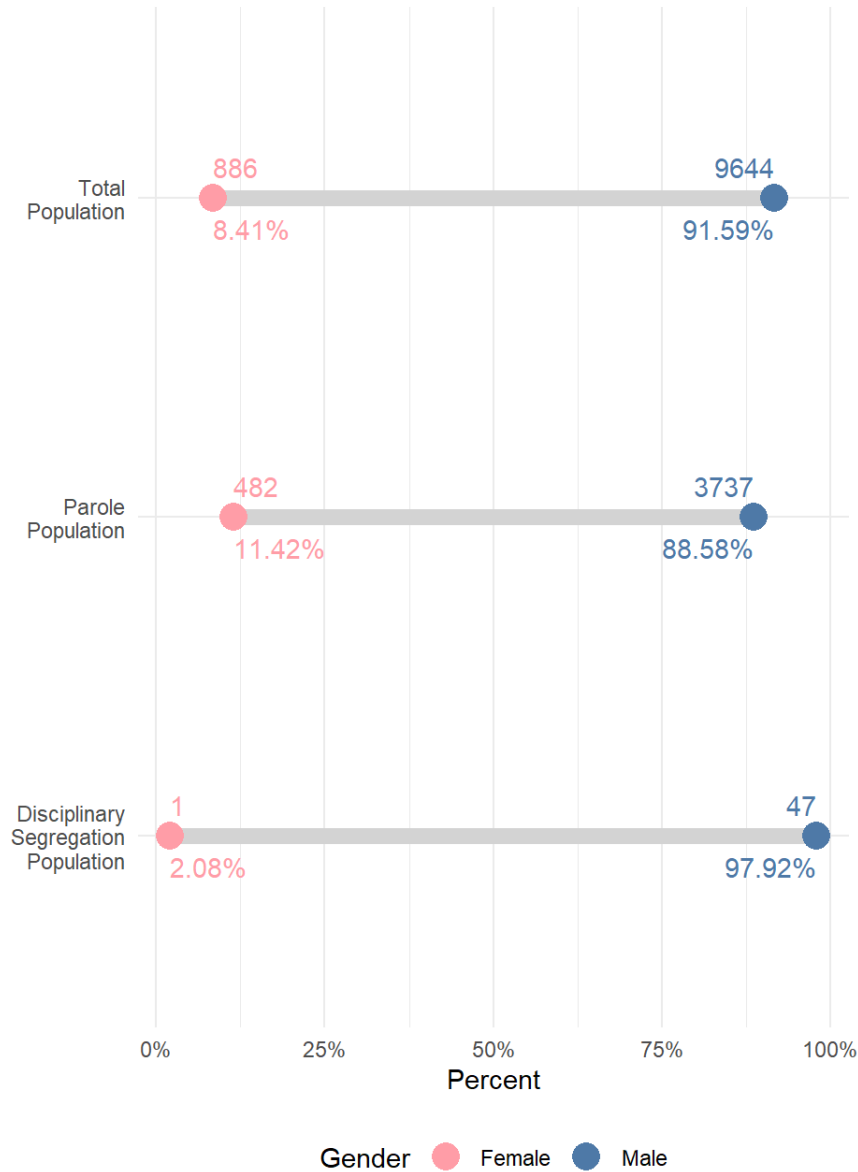 886
9644
Total
Population
8.41%
91.59%
482
3737
Parole
Population
11.42%
88.58%
1
47
Disciplinary
Segregation
Population
2.08%
97.92%
0%
25%
50%
75%
100%
Percent
Gender
Female
Male